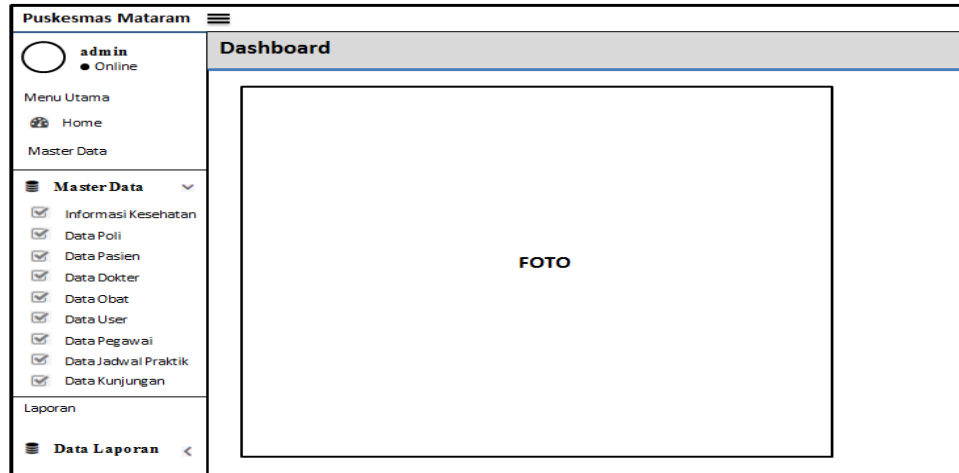 Puskesmas Mataram
admin
Online
Dashboard
Menu Utama
Home
Master Data
Master Data
Informasi Kesehatan
Data Poli
Data Pasien
Data Dokter
Data Obat
Data User
Data Pegawai
Data Jadwal Praktik
Data Kunjungan
Laporan
Data Laporan
FOTO